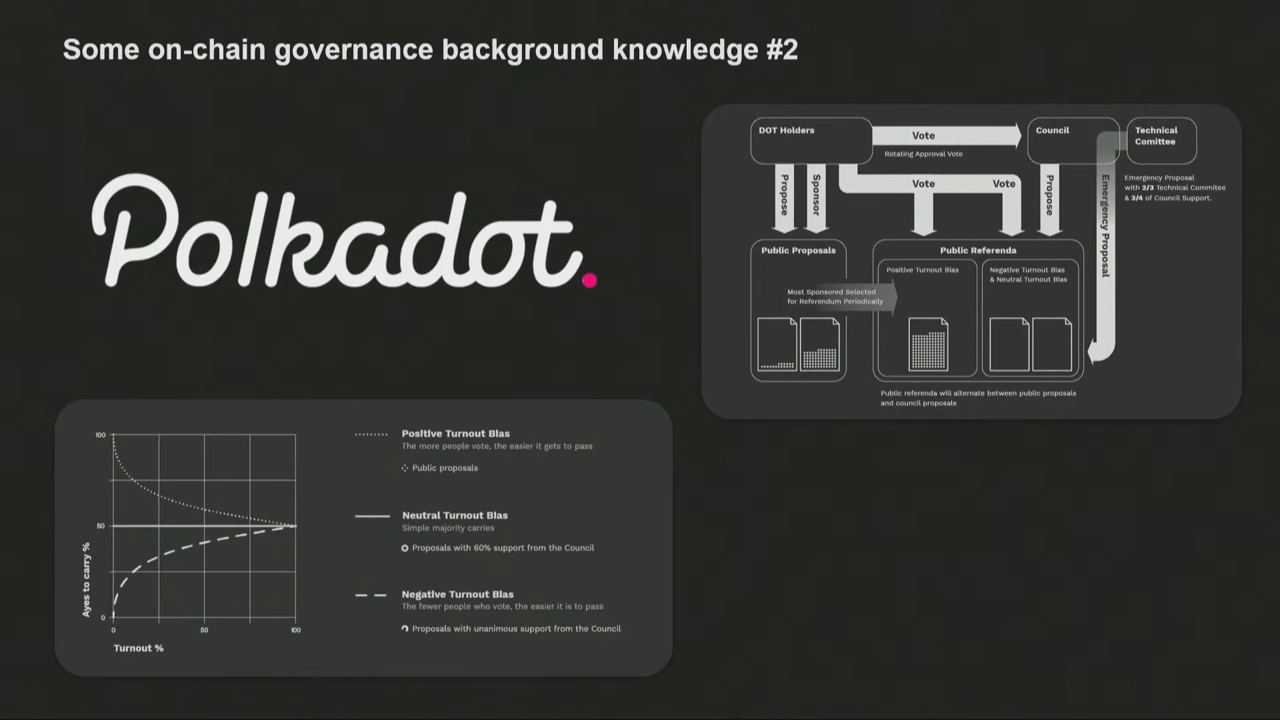 Some on-chain governance background knowledge #2
Polkadot.
DOT Holders
Vote
Rotating Approval Vote
Council
Technical
Comittee
Propose
Sponsor
Vote
Vote
Propose
Emergency Proposal
Emergency Proposal
with 2/3 Technical Commitee
& 3/4 of Council Support.
Public Proposals
Public Referenda
Positive Turnout Bias
Negative Turnout Bias
& Neutral Turnout Bias
Most Sponsored Selected
for Referendum Periodically
Public referenda will alternate between public proposals
and council proposals
100
50
0
Ayes to carry %
0
50
100
Turnout %
Positive Turnout Bias
The more people vote, the easier it gets to pass
Public proposals
Neutral Turnout Bias
Simple majority carries
Proposals with 60% support from the Council
Negative Turnout Bias
The fewer people who vote, the easier it is to pass
Proposals with unanimous support from the Council